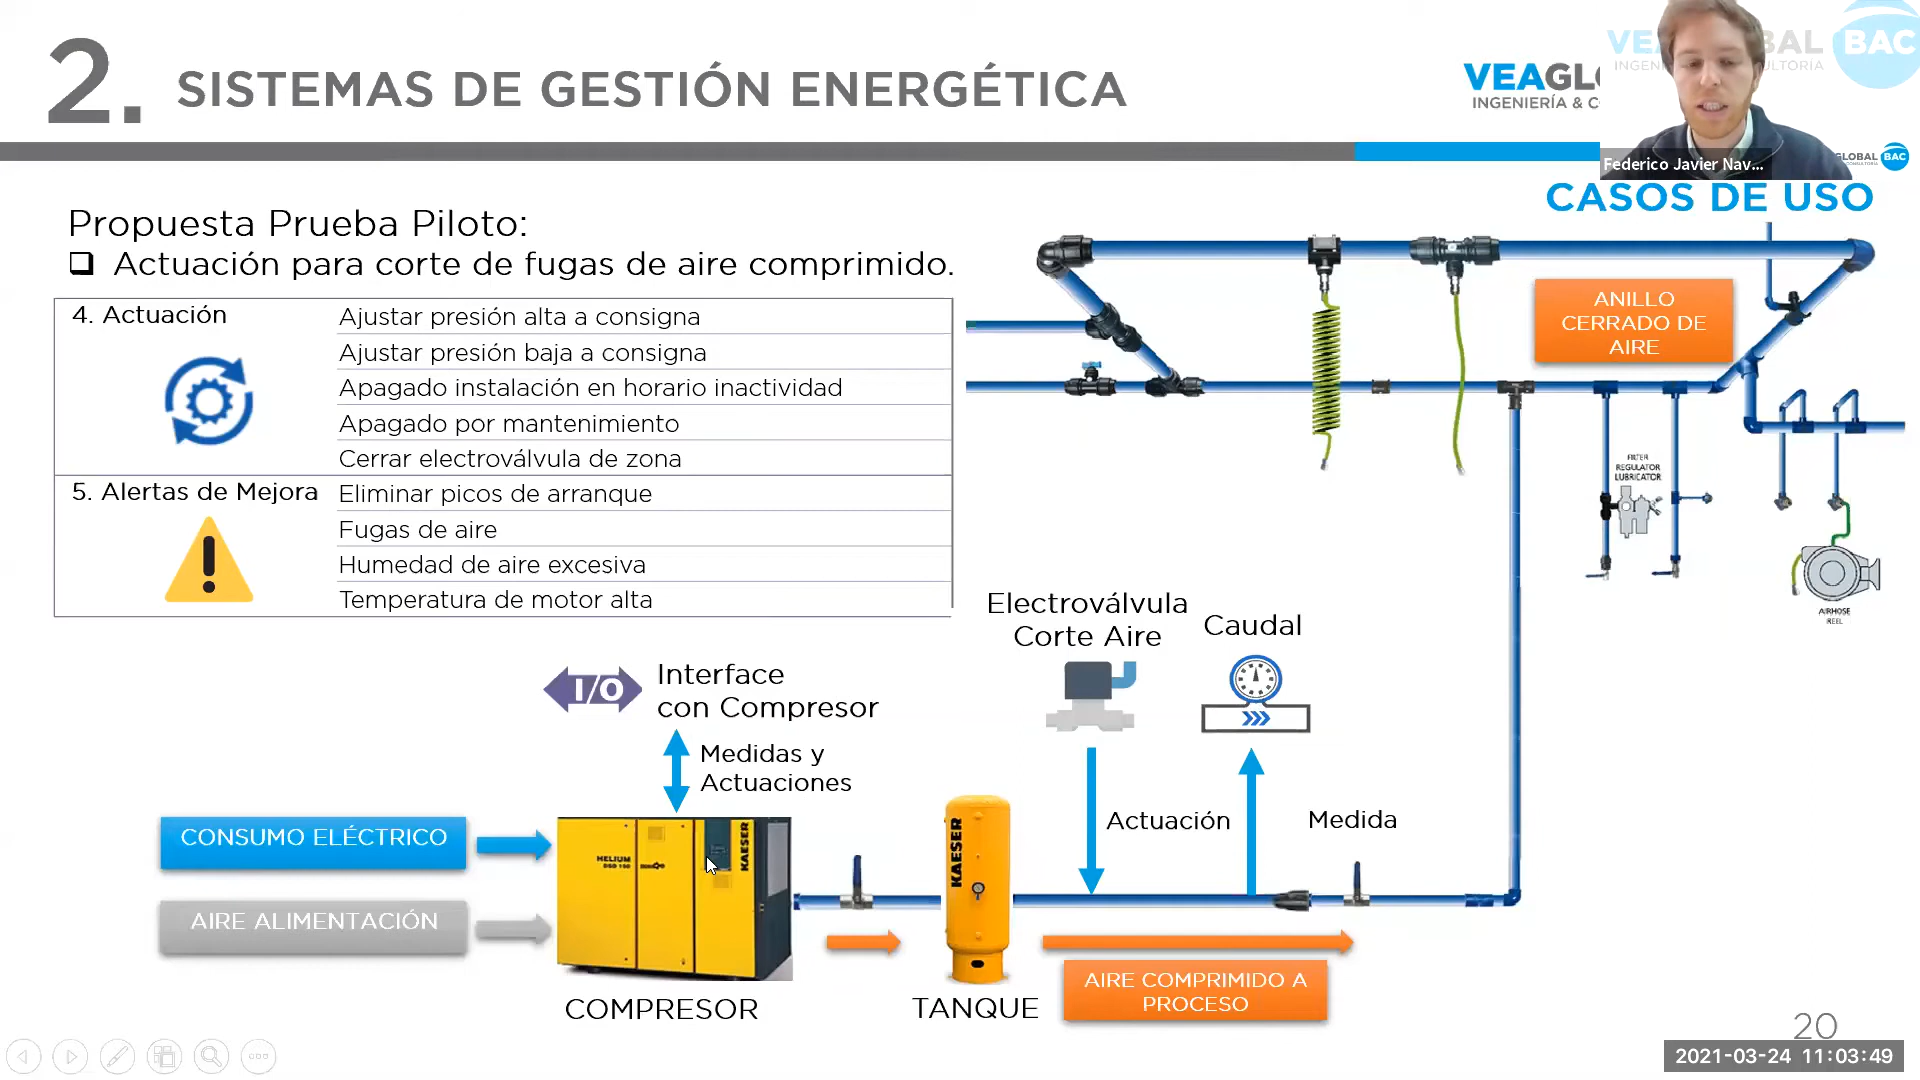 2. SISTEMAS DE GESTIÓN ENERGÉTICA
VEAGLO
INGENIERÍA & C
BAC
Federico Javier Nav...
GLOBAL BAC
CASOS DE USO
Propuesta Prueba Piloto:
Actuación para corte de fugas de aire comprimido.
4. Actuación
Ajustar presión alta a consigna
Ajustar presión baja a consigna
Apagado instalación en horario inactividad
Apagado por mantenimiento
Cerrar electroválvula de zona
5. Alertas de Mejora
Eliminar picos de arranque
Fugas de aire
Humedad de aire excesiva
Temperatura de motor alta
ANILLO
CERRADO DE
AIRE
FILTER
REGULATOR
LUBRICATOR
AIRHOSE
REEL
Electroválvula
Corte Aire
Caudal
I/O
Interface
con Compresor
Medidas y
Actuaciones
Actuación
Medida
CONSUMO ELÉCTRICO
AIRE ALIMENTACIÓN
KAESER
KAESER
COMPRESOR
TANQUE
AIRE COMPRIMIDO A
PROCESO
20
2021-03-24 11:03:49